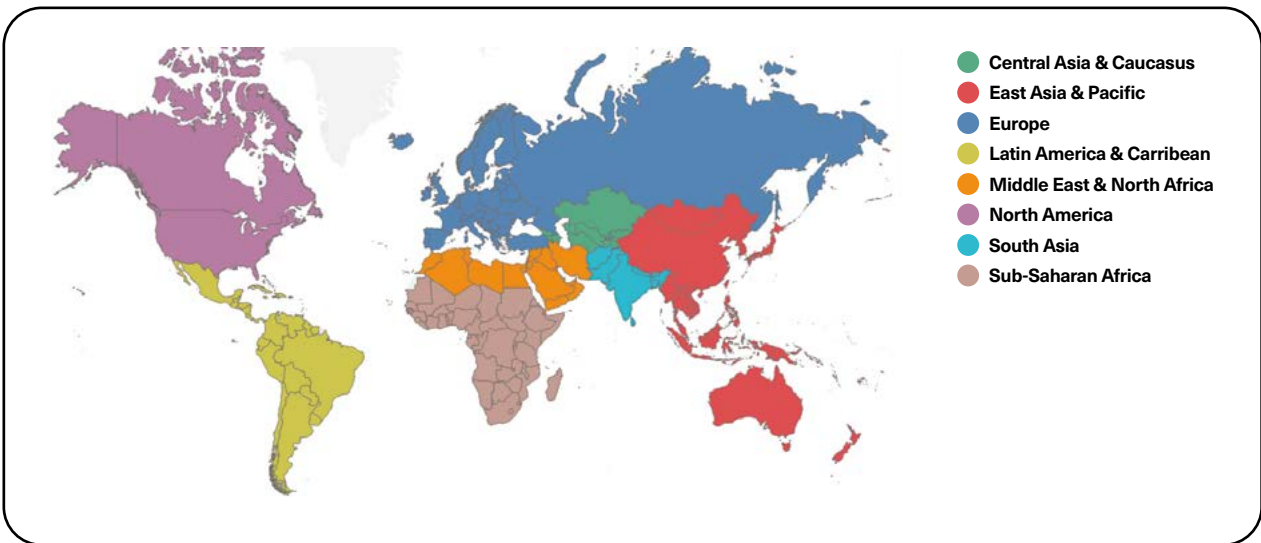 Central Asia & Caucasus
East Asia & Pacific
Europe
Latin America & Carribean
Middle East & North Africa
North America
South Asia
Sub-Saharan Africa